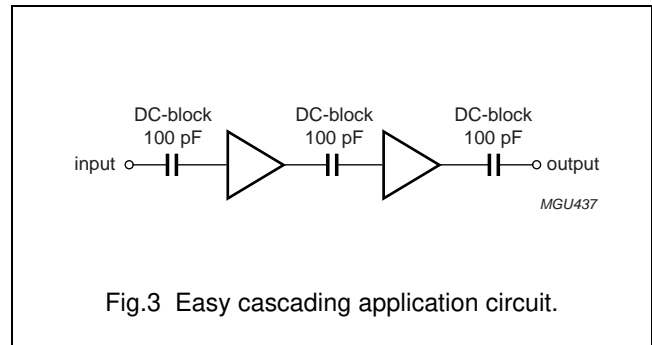 DC-block
100 pF
DC-block
100 pF
DC-block
100 pF
input
output
MGU437
Fig.3 Easy cascading application circuit.